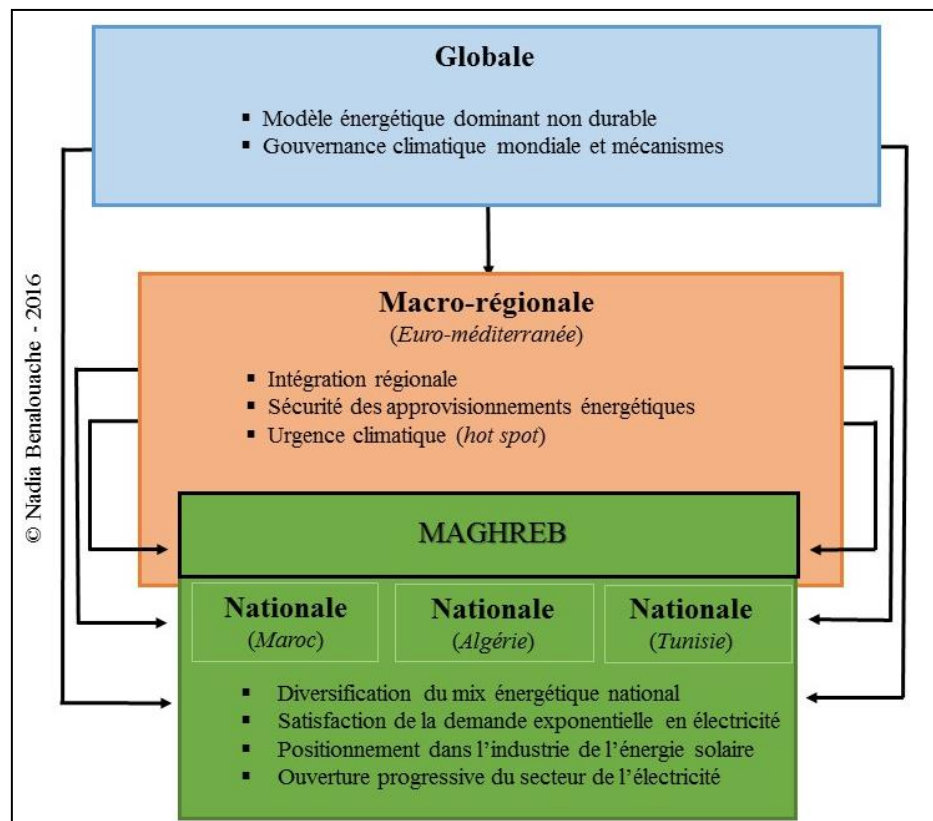 Globale
▪ Modèle énergétique dominant non durable
▪ Gouvernance climatique mondiale et mécanismes
Macro-régionale
(Euro-méditerranée)
▪ Intégration régionale
▪ Sécurité des approvisionnements énergétiques
▪ Urgence climatique (hot spot)
MAGHREB
Nationale
(Maroc)
Nationale
(Algérie)
Nationale
(Tunisie)
▪ Diversification du mix énergétique national
▪ Satisfaction de la demande exponentielle en électricité
▪ Positionnement dans l’industrie de l’énergie solaire
▪ Ouverture progressive du secteur de l’électricité
© Nadia Benalouache - 2016